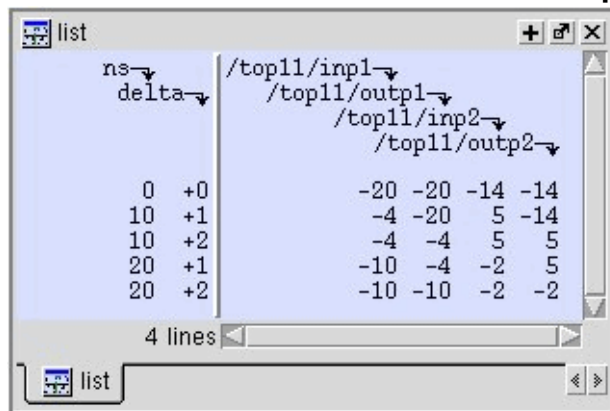 list
ns /top11/inp1
delta /top11/outp1
/top11/inp2
/top11/outp2
0 +0 -20 -20 -14 -14
10 +1 -4 -20 5 -14
10 +2 -4 -4 5 5
20 +1 -10 -4 -2 5
20 +2 -10 -10 -2 -2
4 lines
list